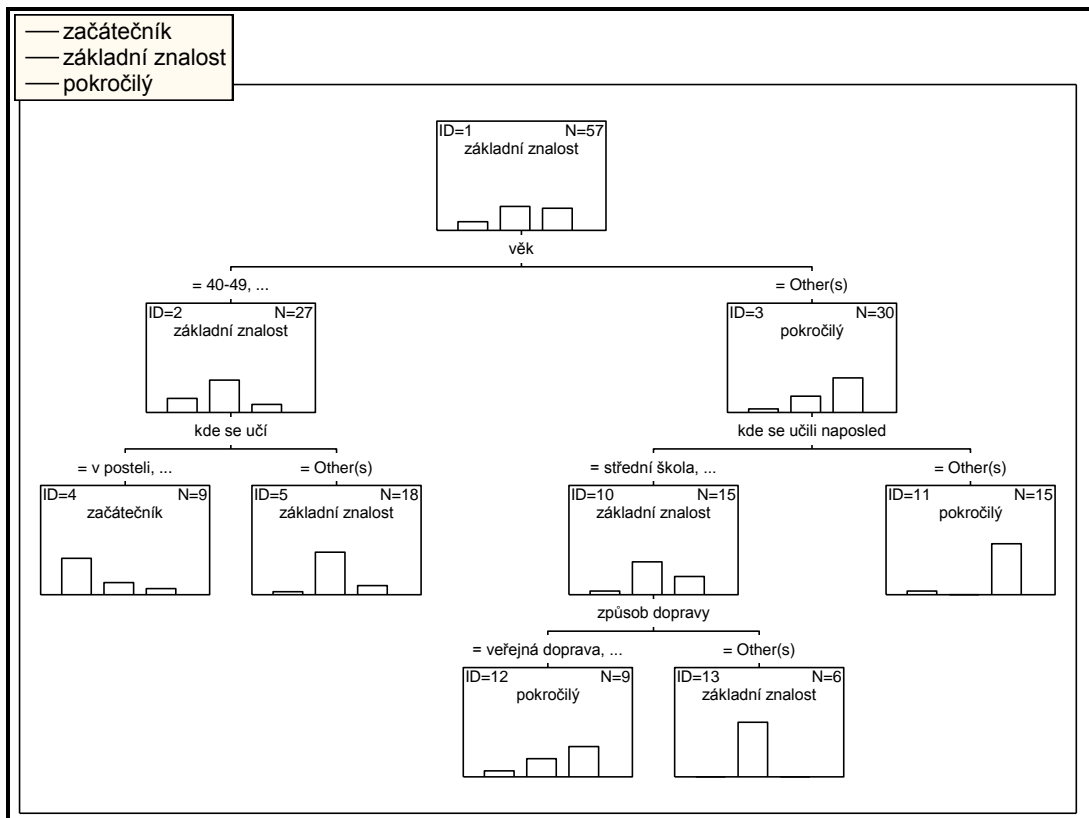 začátečník
základní znalost
pokročilý
ID=1 N=57
základní znalost
věk
= 40-49, ... = Other(s)
ID=2 N=27 ID=3 N=30
základní znalost pokročilý
kde se učí kde se učili naposled
= v posteli, ... = Other(s) = střední škola, ... = Other(s)
ID=4 N=9 ID=5 N=18 ID=10 N=15 ID=11 N=15
začátečník základní znalost základní znalost pokročilý
způsob dopravy
= veřejná doprava, ... = Other(s)
ID=12 N=9 ID=13 N=6
pokročilý základní znalost